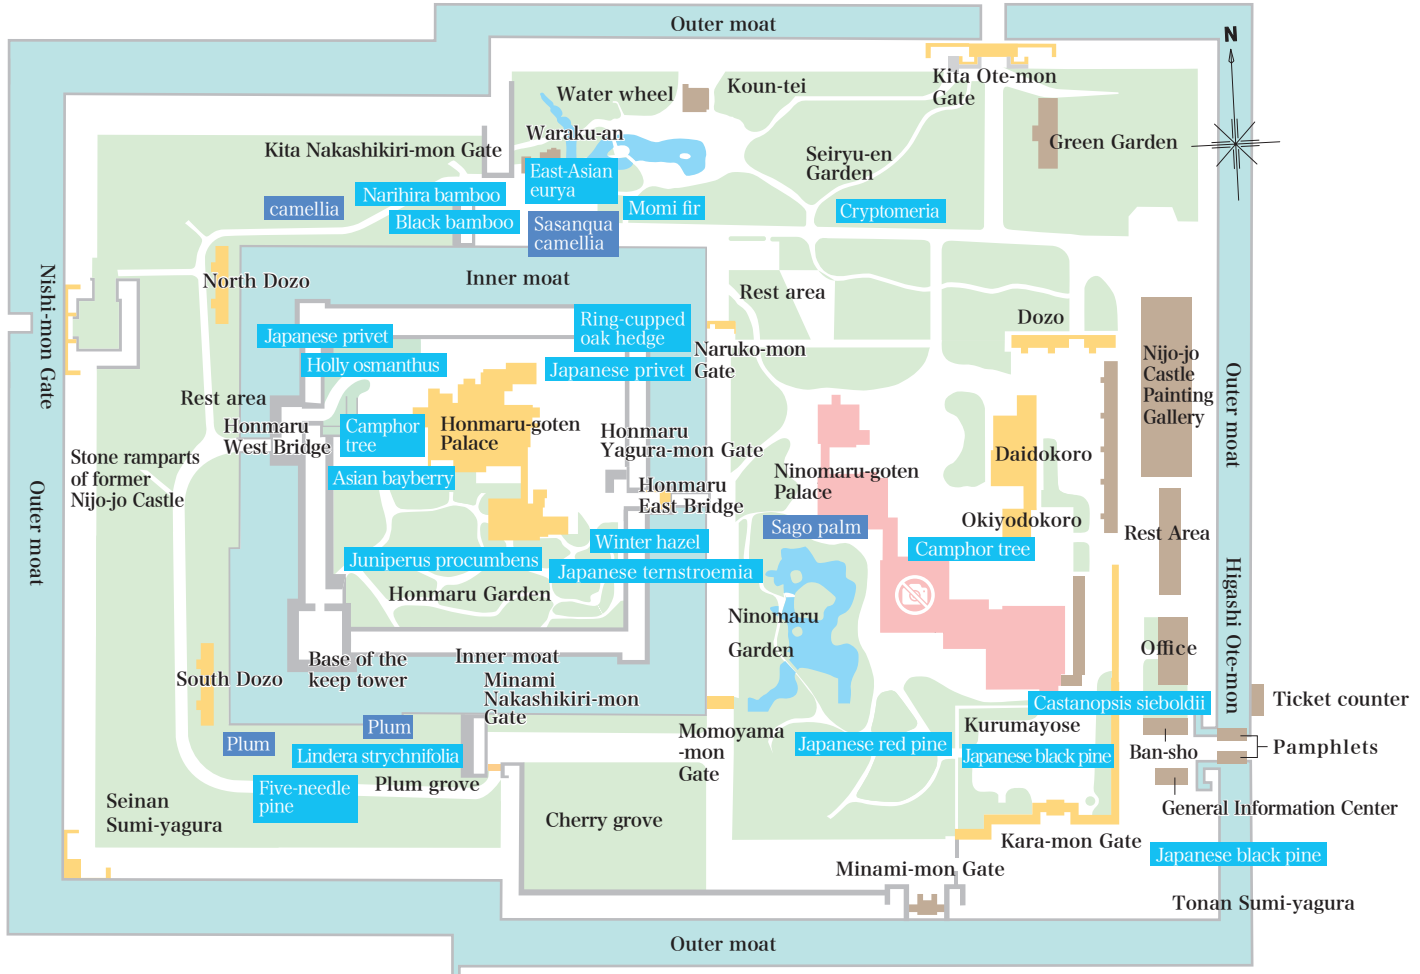 Outer moat
N
Kita Ote-mon
Gate
Koun-tei
Water wheel
Waraku-an
Green Garden
Kita Nakashikiri-mon Gate
Seiryu-en
Garden
East-Asian
eurya
Narihira bamboo
camellia
Black bamboo
Momi fir
Cryptomeria
Sasanqua
camellia
North Dozo
Inner moat
Rest area
Nishi-mon Gate
Dozo
Ring-cupped
oak hedge
Japanese privet
Naruko-mon
Gate
Holly osmanthus
Japanese privet
Nijo-jo
Castle
Painting
Gallery
Outer moat
Rest area
Honmaru
West Bridge
Camphor
tree
Honmaru-goten
Palace
Honmaru
Yagura-mon Gate
Stone ramparts
of former
Nijo-jo Castle
Asian bayberry
Ninomaru-goten
Palace
Daidokoro
Honmaru
East Bridge
Outer moat
Okiyodokoro
Rest Area
Sago palm
Winter hazel
Camphor tree
Juniperus procumbens
Japanese ternstroemia
Honmaru Garden
Higashi Ote-mon
Ninomaru
Garden
Office
Base of the
keep tower
Inner moat
South Dozo
Minami
Nakashikiri-mon
Gate
Castanopsis sieboldii
Ticket counter
Plum
Plum
Momoyama
-mon
Gate
Kurumayose
Lindera strychnifolia
Japanese red pine
Japanese black pine
Ban-sho
Pamphlets
Five-needle
pine
Plum grove
Seinan
Sumi-yagura
Cherry grove
General Information Center
Kara-mon Gate
Japanese black pine
Minami-mon Gate
Tonan Sumi-yagura
Outer moat